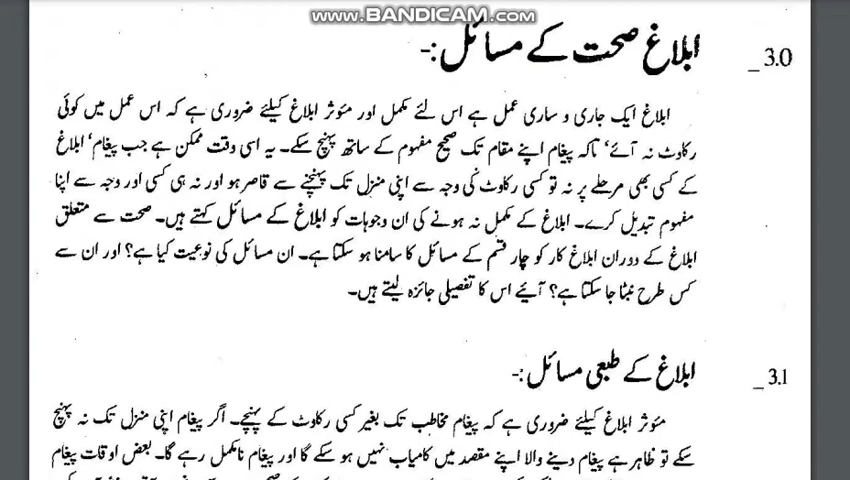 www.BANDICAM.com
3.0 _ ابلاغ صحت کے مسائل :-
ابلاغ ایک جاری و ساری عمل ہے اس لئے مکمل اور مئوثر ابلاغ کیلئے ضروری ہے کہ اس عمل میں کوئی
رکاوٹ نہ آئے، تاکہ پیغام اپنے مقام تک صحیح مفہوم کے ساتھ پہنچ سکے۔ یہ اسی وقت ممکن ہے جب پیغام، ابلاغ
کے کسی بھی مرحلے پر نہ تو کسی رکاوٹ کی وجہ سے اپنی منزل تک پہنچنے سے قاصر ہو اور نہ ہی کسی اور وجہ سے اپنا
مفہوم تبدیل کرے۔ ابلاغ کے مکمل نہ ہونے کی ان وجوہات کو ابلاغ کے مسائل کہتے ہیں۔ صحت سے متعلق
ابلاغ کے دوران ابلاغ کار کو چار قسم کے مسائل کا سامنا ہو سکتا ہے۔ ان مسائل کی نوعیت کیا ہے؟ اور ان سے
کس طرح نبٹا جا سکتا ہے؟ آئیے اس کا تفصیلی جائزہ لیتے ہیں۔
3.1 _ ابلاغ کے طبعی مسائل :-
مئوثر ابلاغ کیلئے ضروری ہے کہ پیغام مخاطب تک بغیر کسی رکاوٹ کے پہنچے۔ اگر پیغام اپنی منزل تک نہ پہنچ
سکے تو ظاہر ہے پیغام دینے والا اپنے مقصد میں کامیاب نہیں ہو سکے گا اور پیغام نامکمل رہے گا۔ بعض اوقات پیغام